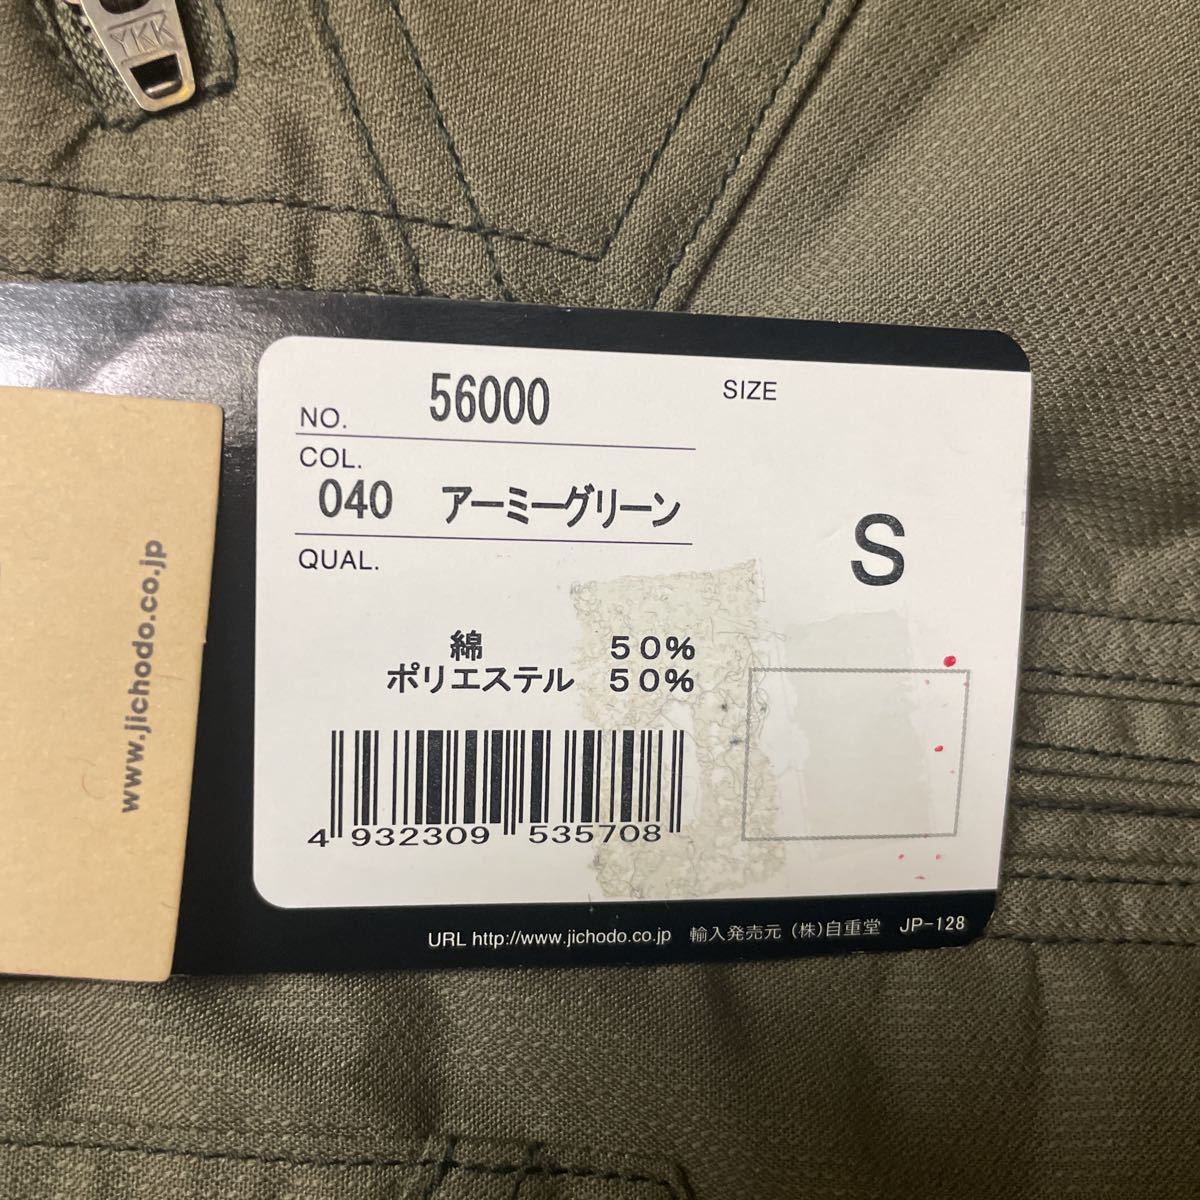 YKK
NO. 56000
SIZE
COL.
040 アーミーグリーン
S
QUAL.
綿 50%
ポリエステル 50%
4 932309 535708
URL http://www.jichodo.co.jp 輸入発売元 (株)自重堂 JP-128
www.jichodo.co.jp